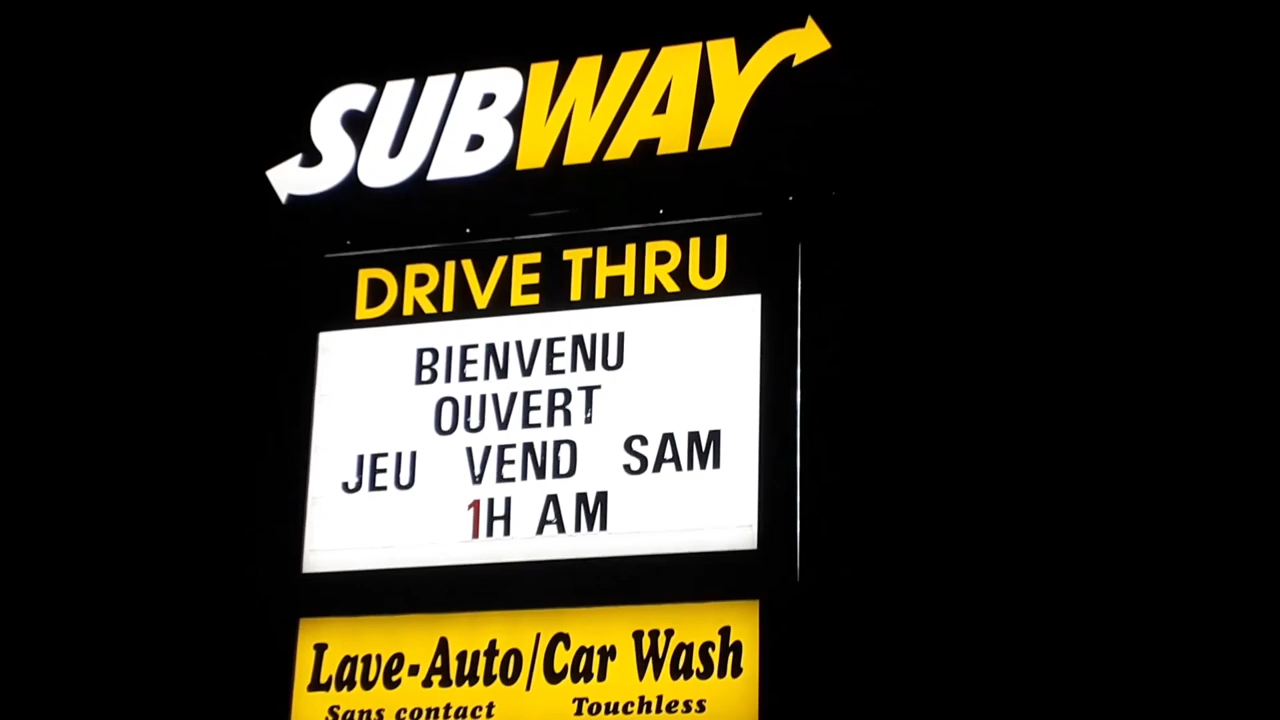 SUBWAY
DRIVE THRU
BIENVENU
OUVERT
JEU VEND SAM
1H AM
Lave-Auto/Car Wash
Sans contact Touchless